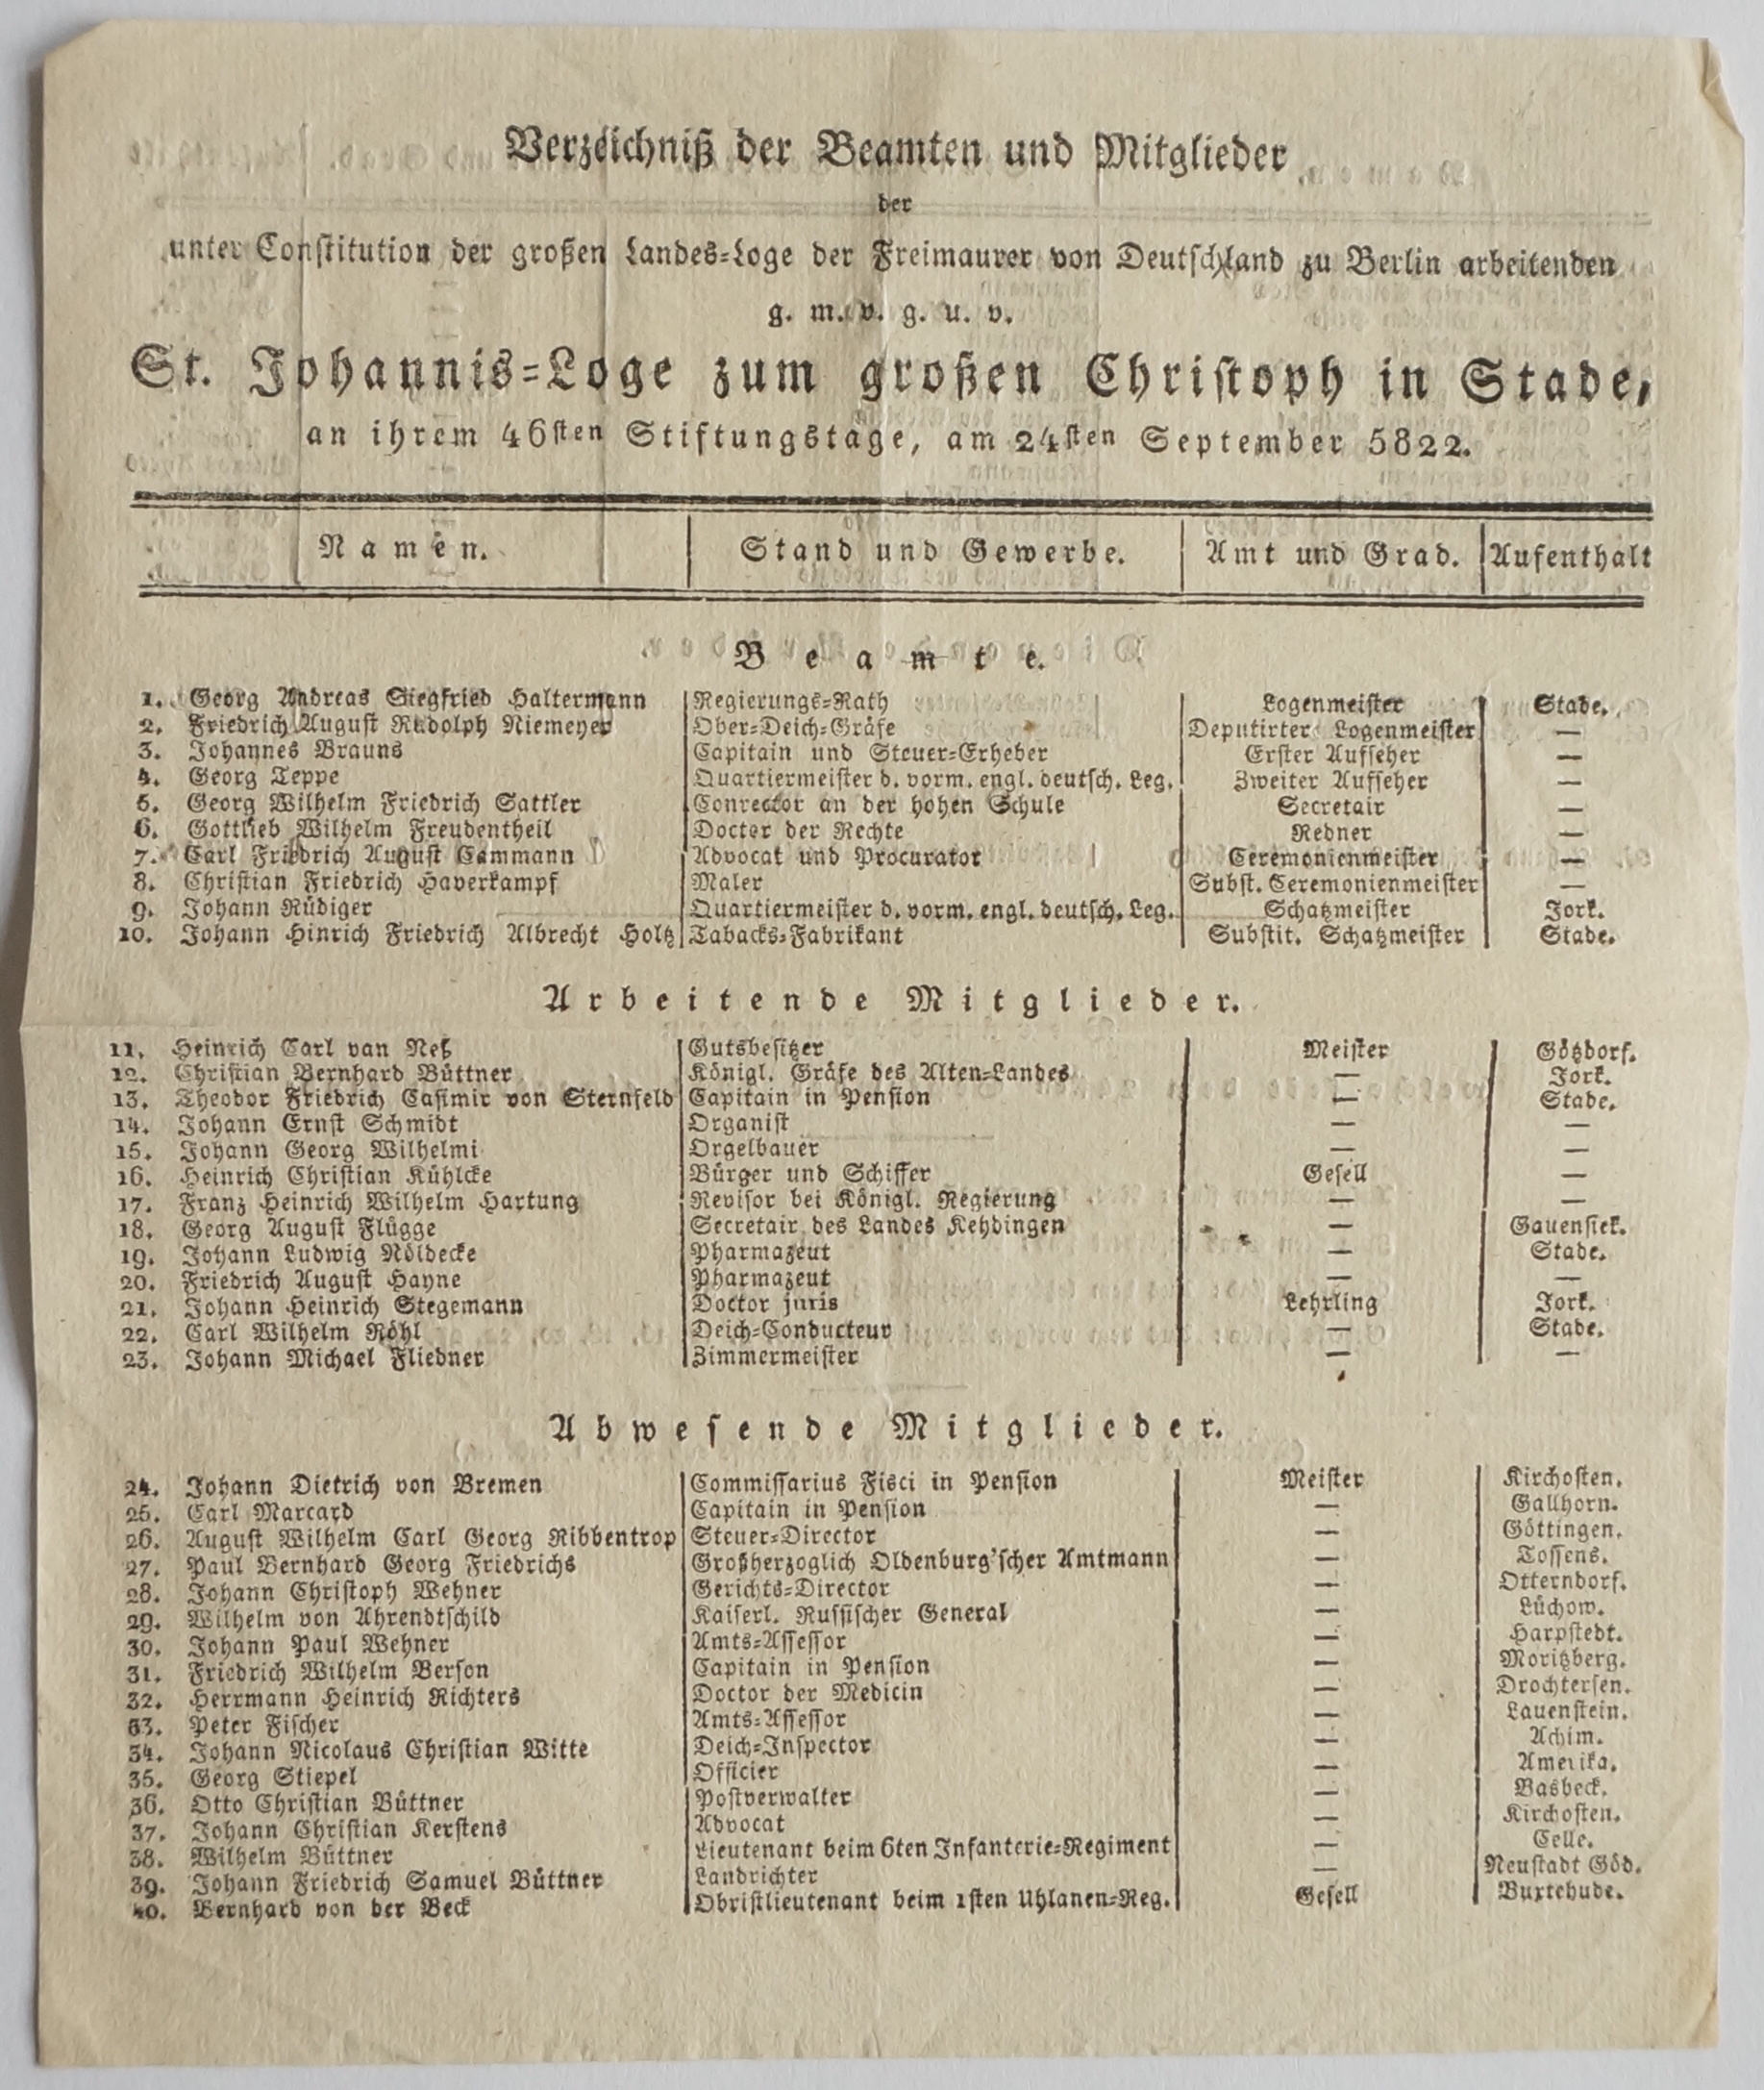 Verzeichniß der Beamten und Mitglieder
der
unter Constitution der großen Landes-Loge der Freimaurer von Deutschland zu Berlin arbeitenden
g. m. v. g. u. v.
St. Johannis-Loge zum großen Christoph in Stade,
an ihrem 46sten Stiftungstage, am 24sten September 5822.
Namen. Stand und Gewerbe. Amt und Grad. Aufenthalt
Beamte.
1. Georg Andreas Siegfried Haltermann Regierungs-Rath Logenmeister Stade.
2. Friedrich August Rudolph Niemeyer Ober-Deich-Gräfe Deputirter Logenmeister —
3. Johannes Brauns Capitain und Steuer-Erheber Erster Aufseher —
4. Georg Teppe Quartiermeister d. vorm. engl. deutsch. Leg. Zweiter Aufseher —
5. Georg Wilhelm Friedrich Sattler Conrector an der hohen Schule Secretair —
6. Gottlieb Wilhelm Freudentheil Doctor der Rechte Redner —
7. Carl Friedrich August Cammann Advocat und Procurator Ceremonienmeister —
8. Christian Friedrich Haverkampf Maler Subst. Ceremonienmeister —
9. Johann Rüdiger Quartiermeister d. vorm. engl. deutsch. Leg. Schatzmeister Jork.
10. Johann Hinrich Friedrich Albrecht Holtz Tabacks-Fabrikant Substit. Schatzmeister Stade.
Arbeitende Mitglieder.
11. Heinrich Carl van Neß Gutsbesitzer Meister Götzdorf.
12. Christian Bernhard Büttner Königl. Gräfe des Alten-Landes — Jork.
13. Theodor Friedrich Casimir von Sternfeld Capitain in Pension — Stade.
14. Johann Ernst Schmidt Organist — —
15. Johann Georg Wilhelmi Orgelbauer — —
16. Heinrich Christian Kühlcke Bürger und Schiffer Gesell —
17. Franz Heinrich Wilhelm Hartung Revisor bei Königl. Regierung — —
18. Georg August Flügge Secretair des Landes Kehdingen — Gauensiek.
19. Johann Ludwig Nöldecke Pharmazeut — Stade.
20. Friedrich August Hayne Pharmazeut — —
21. Johann Heinrich Stegemann Doctor juris Lehrling Jork.
22. Carl Wilhelm Röhl Deich-Conducteur — Stade.
23. Johann Michael Fliedner Zimmermeister — —
Abwesende Mitglieder.
24. Johann Dietrich von Bremen Commissarius Fisci in Pension Meister Kirchosten.
25. Carl Marcard Capitain in Pension — Gallhorn.
26. August Wilhelm Carl Georg Ribbentrop Steuer-Director — Göttingen.
27. Paul Bernhard Georg Friedrichs Großherzoglich Oldenburg'scher Amtmann — Tossens.
28. Johann Christoph Wehner Gerichts-Director — Otterndorf.
29. Wilhelm von Ahrendtschild Kaiserl. Russischer General — Lüchow.
30. Johann Paul Wehner Amts-Assessor — Harpstedt.
31. Friedrich Wilhelm Berson Capitain in Pension — Moritzberg.
32. Herrmann Heinrich Richters Doctor der Medicin — Drochtersen.
33. Peter Fischer Amts-Assessor — Lauenstein.
34. Johann Nicolaus Christian Witte Deich-Inspector — Achim.
35. Georg Stiepel Officier — Amerika.
36. Otto Christian Büttner Postverwalter — Basbeck.
37. Johann Christian Kerstens Advocat — Kirchosten.
38. Wilhelm Büttner Lieutenant beim 6ten Infanterie-Regiment — Celle.
39. Johann Friedrich Samuel Büttner Landrichter — Neustadt Göd.
40. Bernhard von der Beck Obristlieutenant beim 1sten Uhlanen-Reg. Gesell Buxtehude.